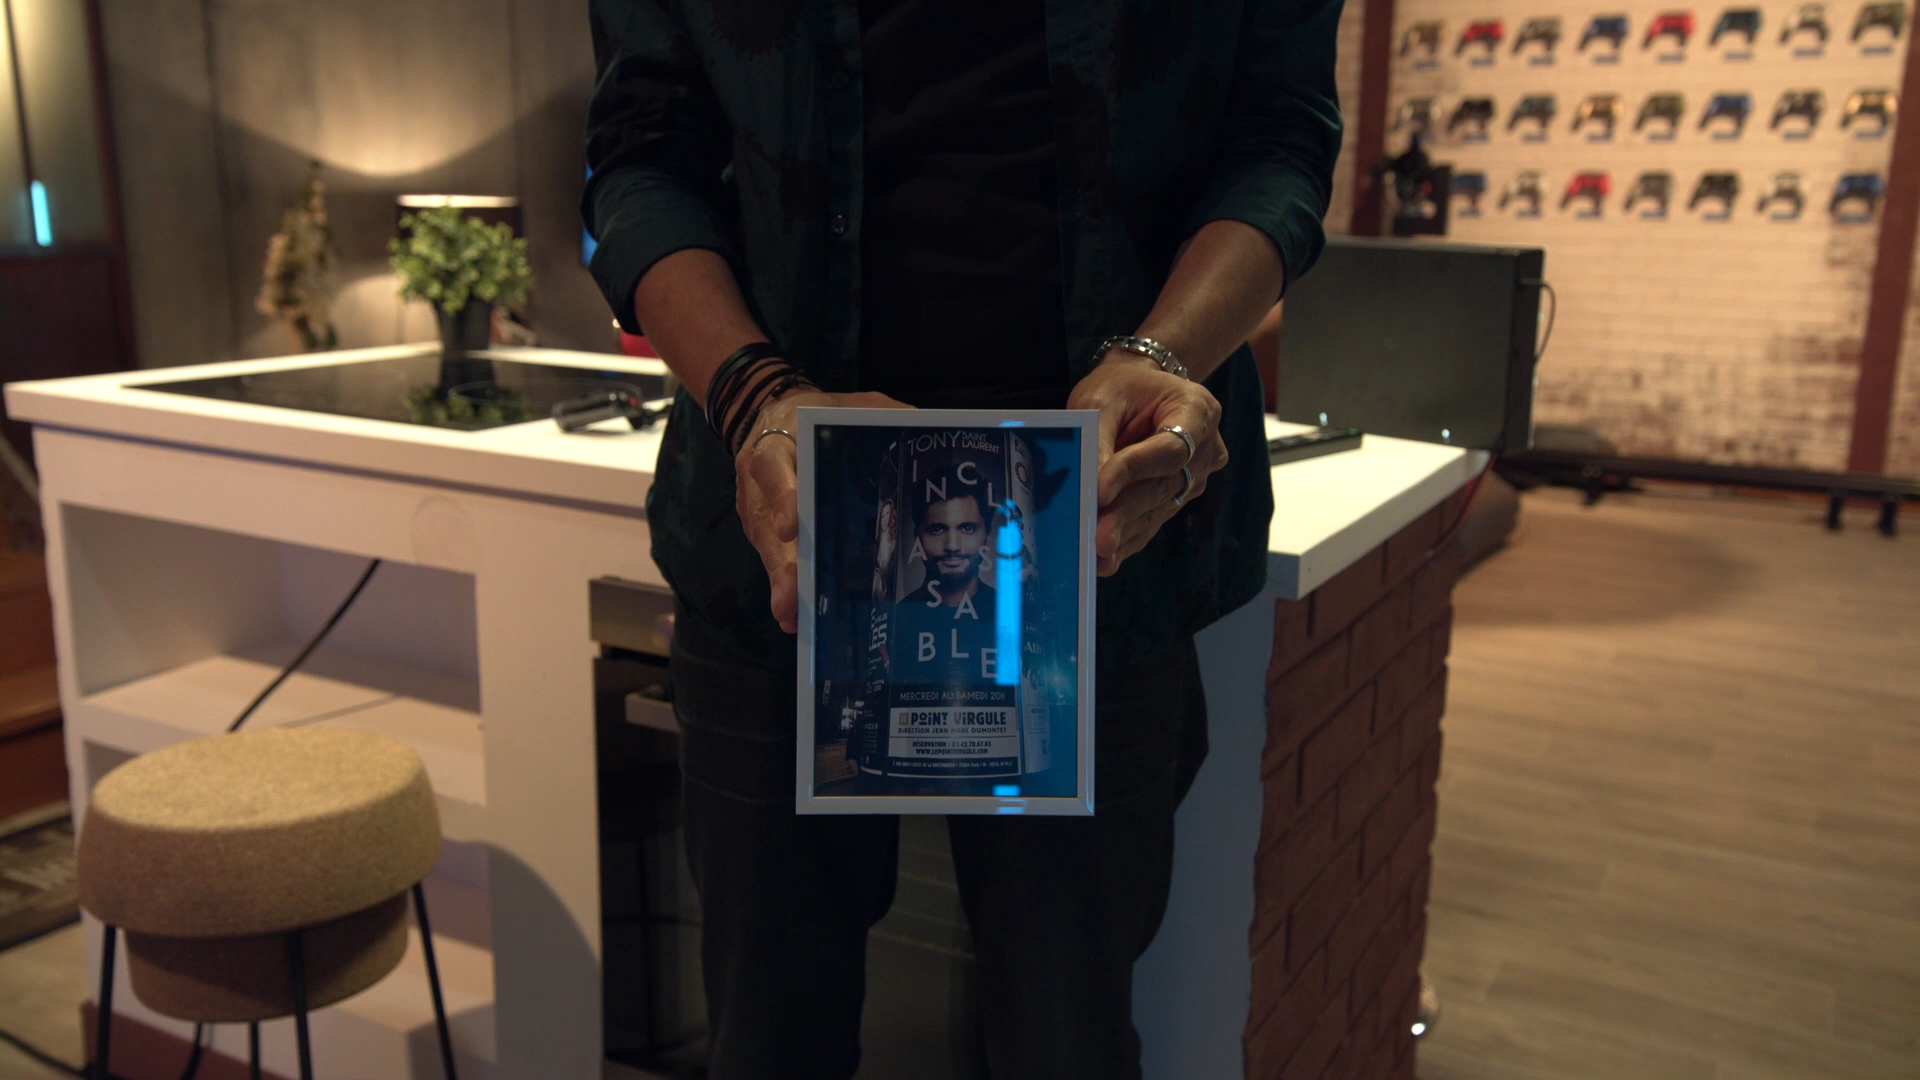 TONY SAINT LAURENT
INCL
AS
SA
BLE
MERCREDI AU SAMEDI 20H
LE POINT VIRGULE
DIRECTION JEAN-MARC DUMONTET
RÉSERVATION : 01.42.78.67.03
WWW.LEPOINTVIRGULE.COM